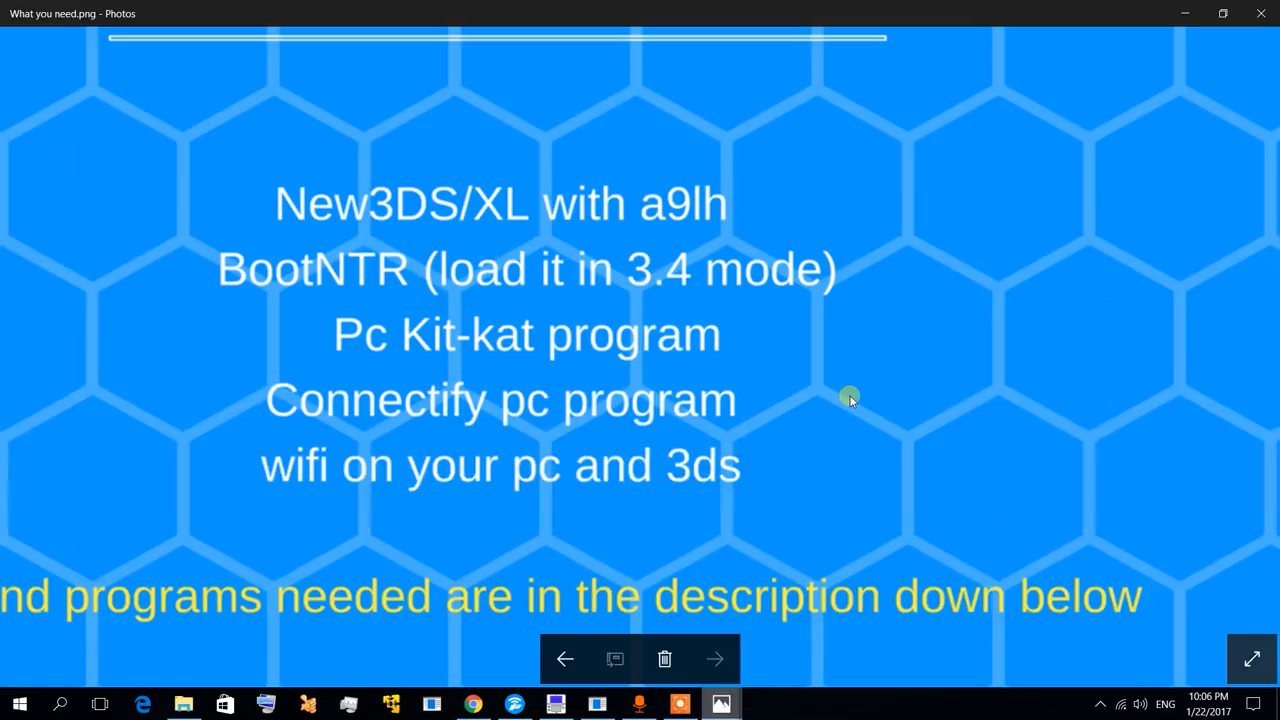 What you need.png - Photos
New3DS/XL with a9lh
BootNTR (load it in 3.4 mode)
Pc Kit-kat program
Connectify pc program
wifi on your pc and 3ds
nd programs needed are in the description down below
ENG
10:06 PM
1/22/2017